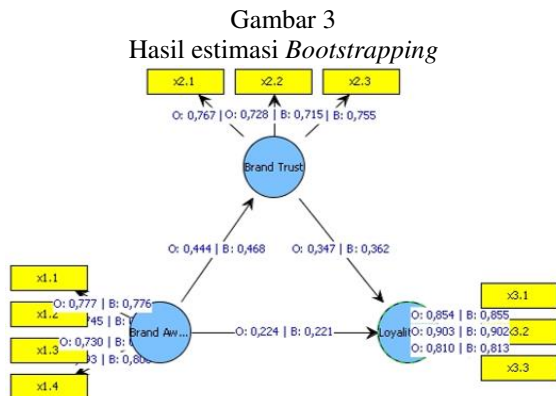 Gambar 3
Hasil estimasi Bootstrapping
x2.1 x2.2 x2.3
O: 0,767 | O: 0,728 | B: 0,715 | B: 0,755
Brand Trust
O: 0,444 | B: 0,468 O: 0,347 | B: 0,362
x1.1
O: 0,777 | B: 0,776
x1.2
x1.3
O: 0,730 |
x1.4
Brand Aw...
O: 0,224 | B: 0,221
x3.1
O: 0,854 | B: 0,855
O: 0,903 | B: 0,902 x3.2
O: 0,810 | B: 0,813
x3.3